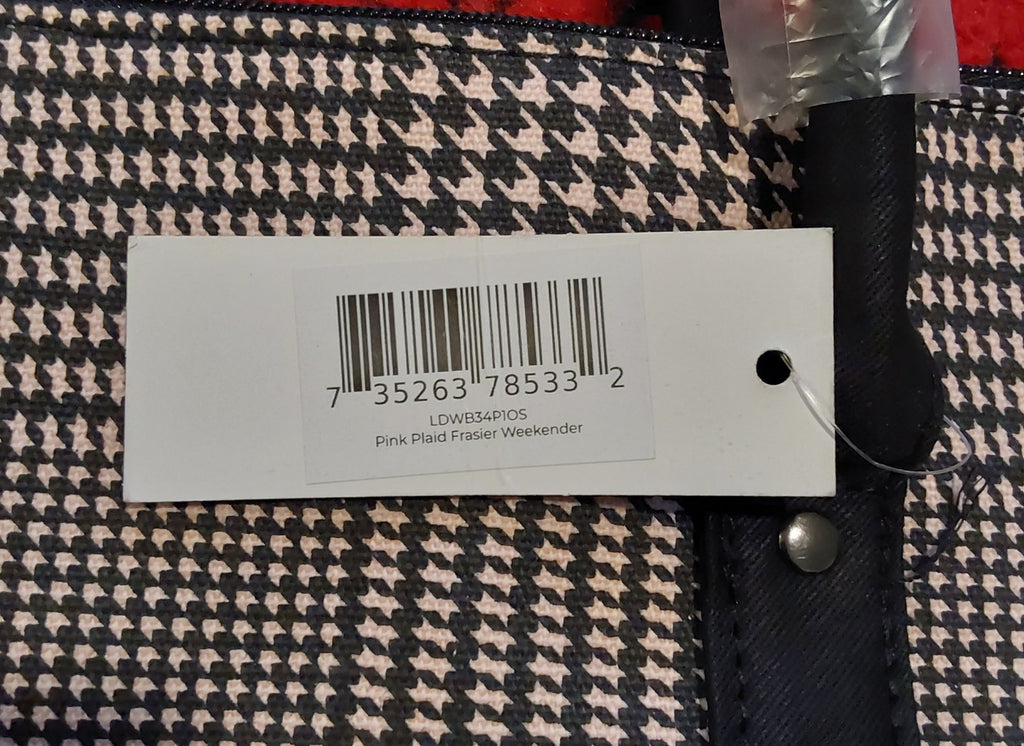 7 35263 78533 2
LDWB34P1OS
Pink Plaid Frasier Weekender